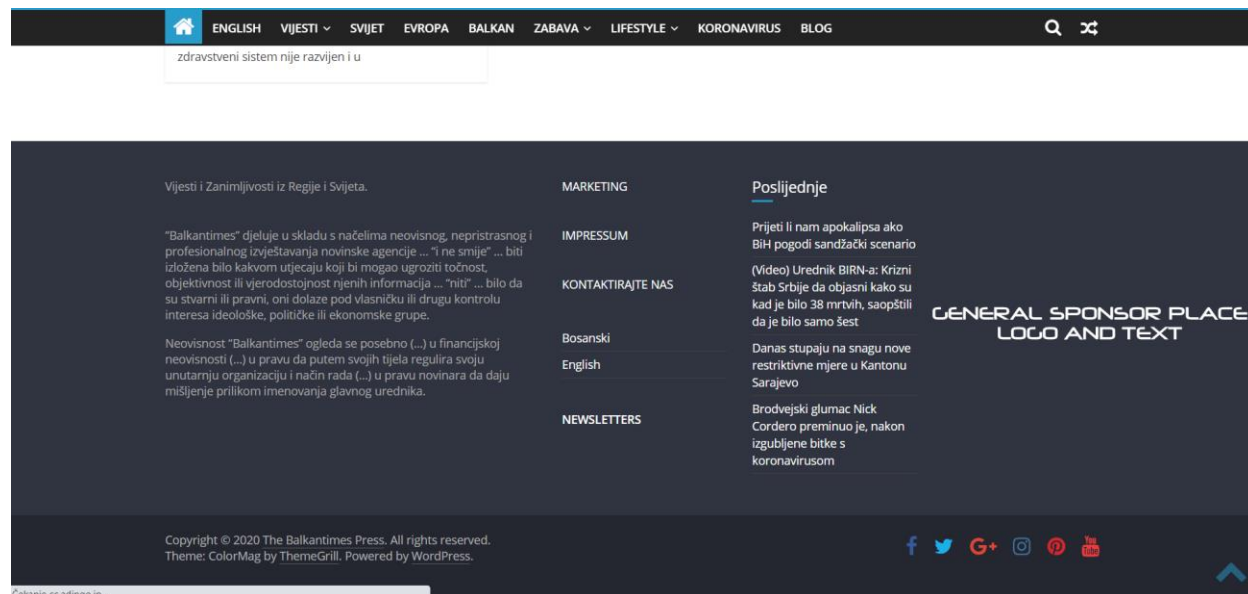 ENGLISH VIJESTI SVIJET EVROPA BALKAN ZABAVA LIFESTYLE KORONAVIRUS BLOG
zdravstveni sistem nije razvijen i u
Vijesti i Zanimljivosti iz Regije i Svijeta.
"Balkantimes" djeluje u skladu s načelima neovisnog, nepristrasnog i
profesionalnog izvještavanja novinske agencije ... "i ne smije" ... biti
izložena bilo kakvom utjecaju koji bi mogao ugroziti točnost,
objektivnost ili vjerodostojnost njenih informacija ... "niti" ... bilo da
su stvarni ili pravni, oni dolaze pod vlasničku ili drugu kontrolu
interesa ideološke, političke ili ekonomske grupe.
Neovisnost "Balkantimes" ogleda se posebno (...) u financijskoj
neovisnosti (...) u pravu da putem svojih tijela regulira svoju
unutarnju organizaciju i način rada (...) u pravu novinara da daju
mišljenje prilikom imenovanja glavnog urednika.
MARKETING
IMPRESSUM
KONTAKTIRAJTE NAS
Bosanski
English
NEWSLETTERS
Poslijednje
Prijeti li nam apokalipsa ako
BiH pogodi sandžački scenario
(Video) Urednik BIRN-a: Krizni
štab Srbije da objasni kako su
kad je bilo 38 mrtvih, saopštili
da je bilo samo šest
Danas stupaju na snagu nove
restriktivne mjere u Kantonu
Sarajevo
Brodvejski glumac Nick
Cordero preminuo je, nakon
izgubljene bitke s
koronavirusom
GENERAL SPONSOR PLACE
LOGO AND TEXT
Copyright © 2020 The Balkantimes Press. All rights reserved.
Theme: ColorMag by ThemeGrill. Powered by WordPress.
You
Tube